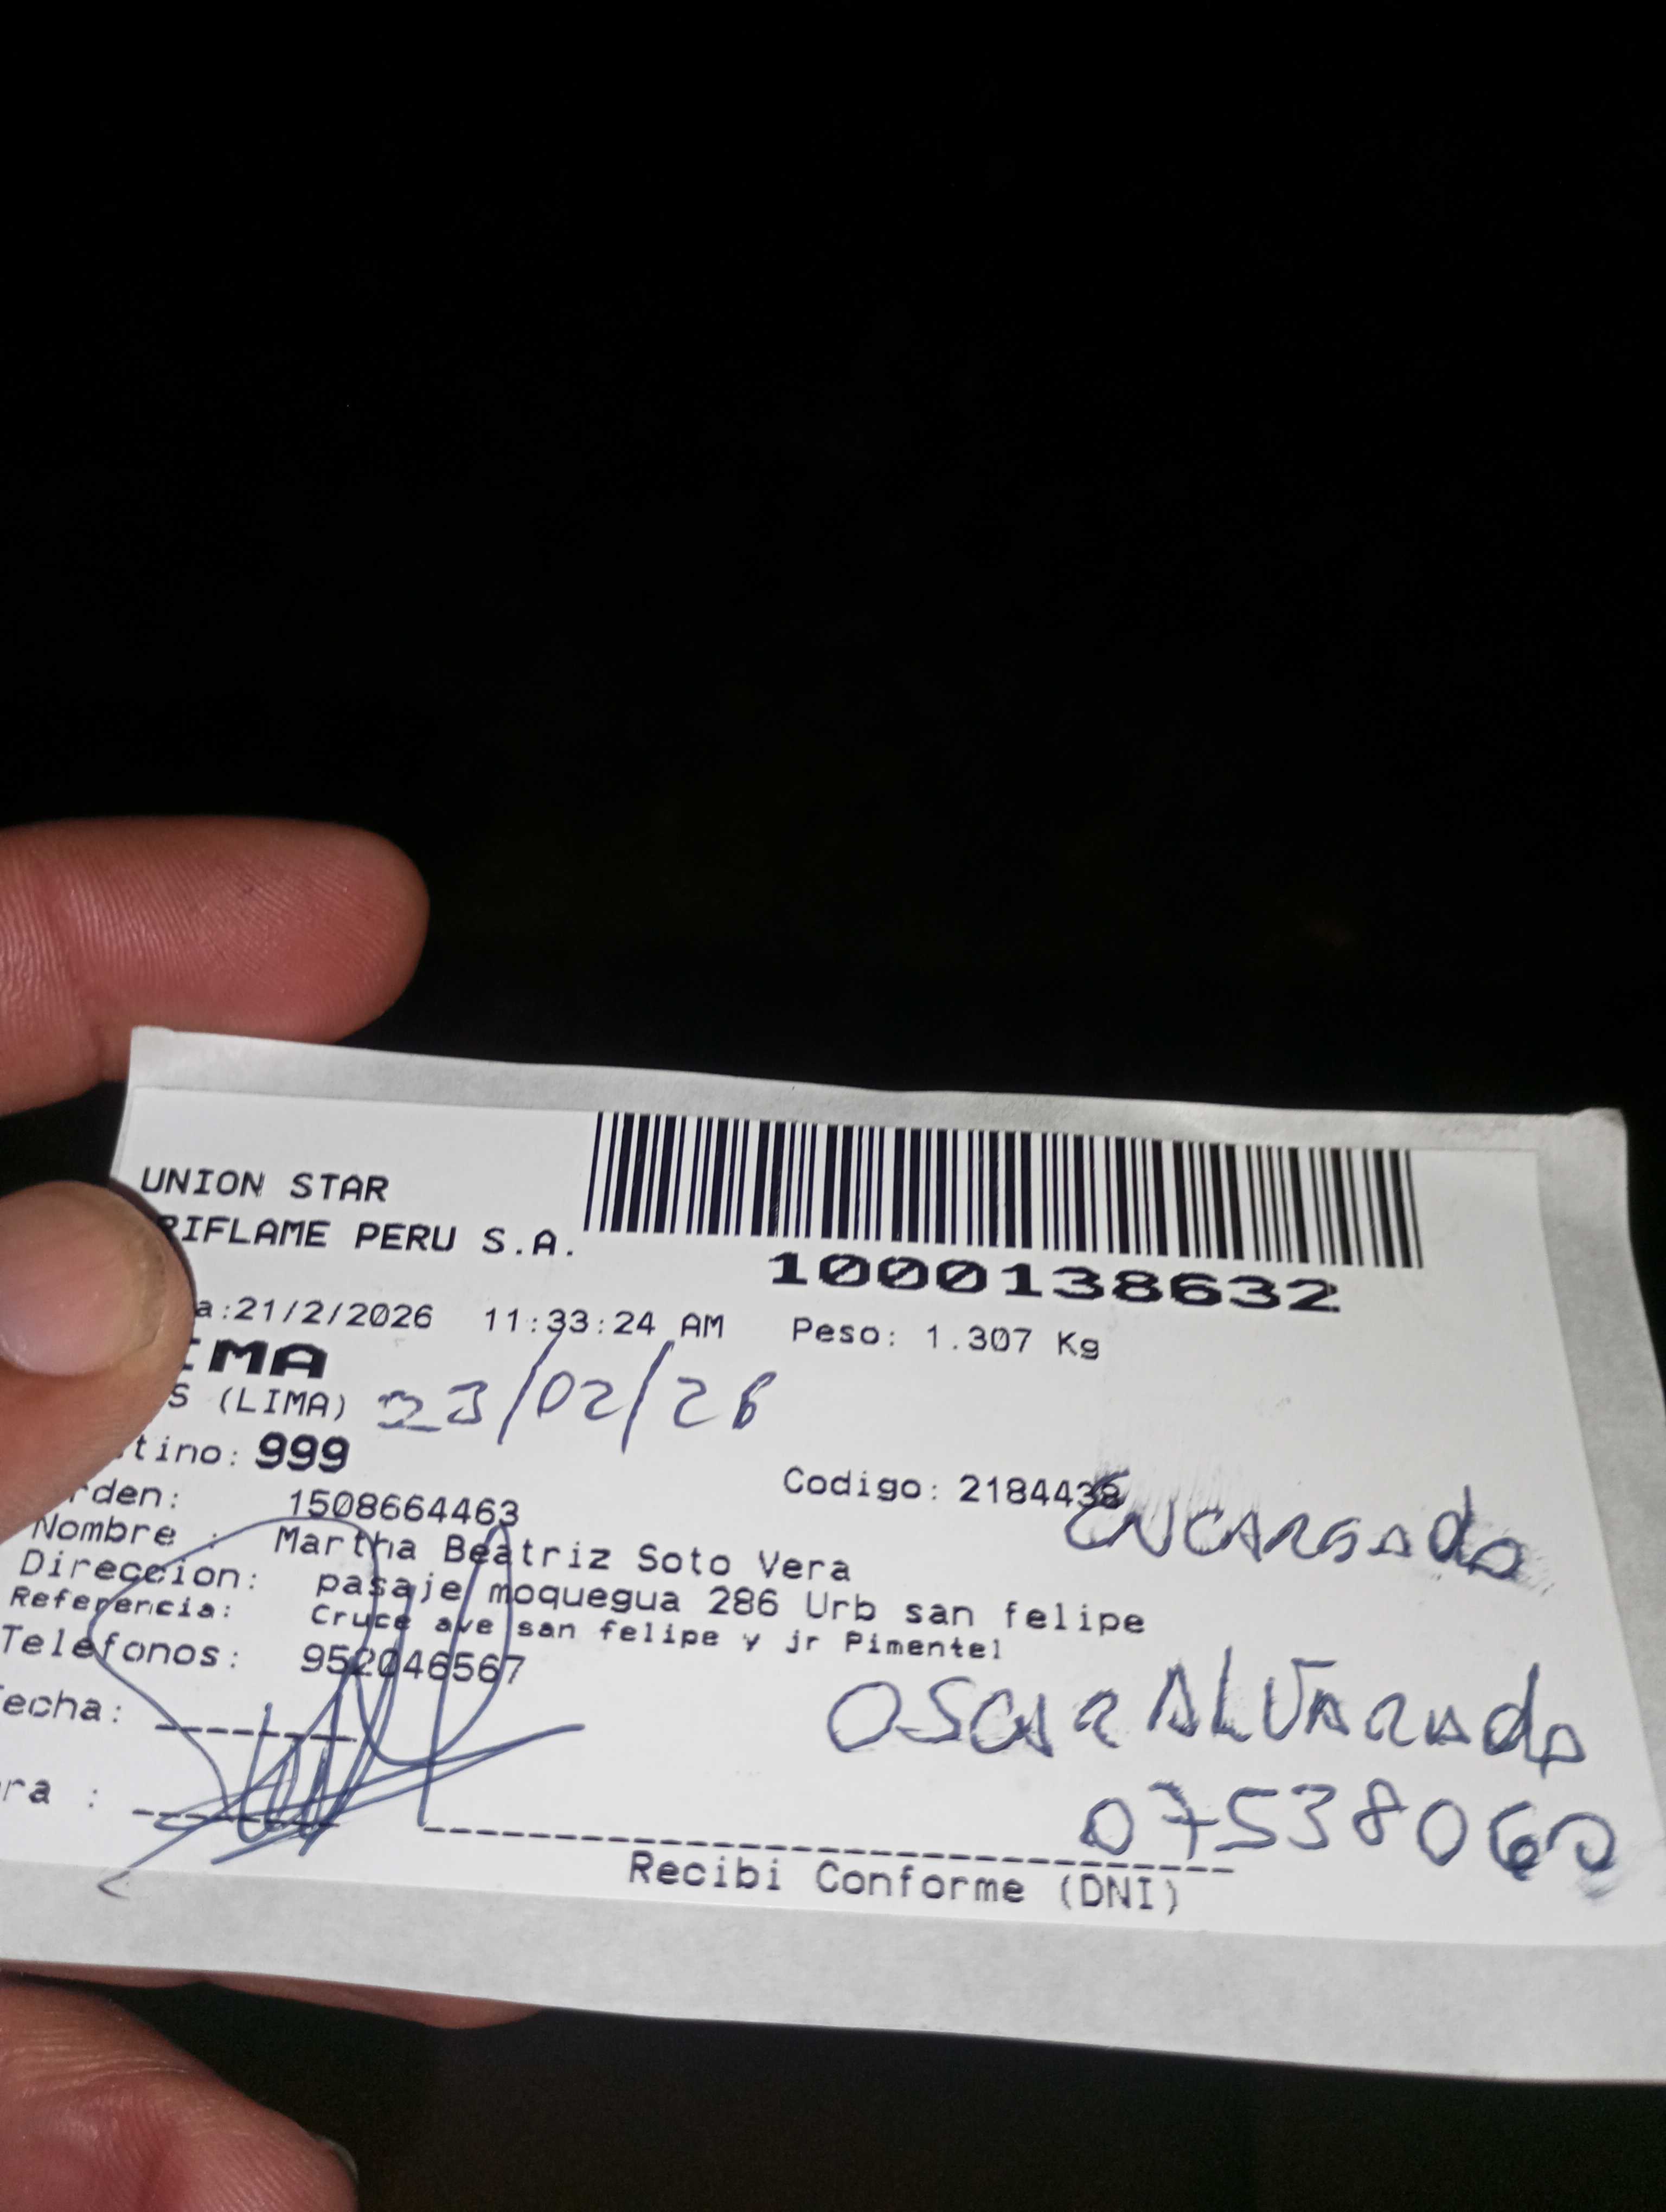 UNION STAR
RIFLAME PERU S.A.
1000138632
a:21/2/2026 11:33:24 AM Peso: 1.307 Kg
IMA
S (LIMA) 23/02/26
tino: 999
rden: 1508664463 Codigo: 2184438
ENCARGADO
Nombre : Martha Beatriz Soto Vera
Direccion: pasaje moquegua 286 Urb san felipe
Referencia: Cruce ave san felipe y jr Pimentel
Telefonos: 952046567
OSCAR ALVARADO
echa:
07538060
ra :
Recibi Conforme (DNI)